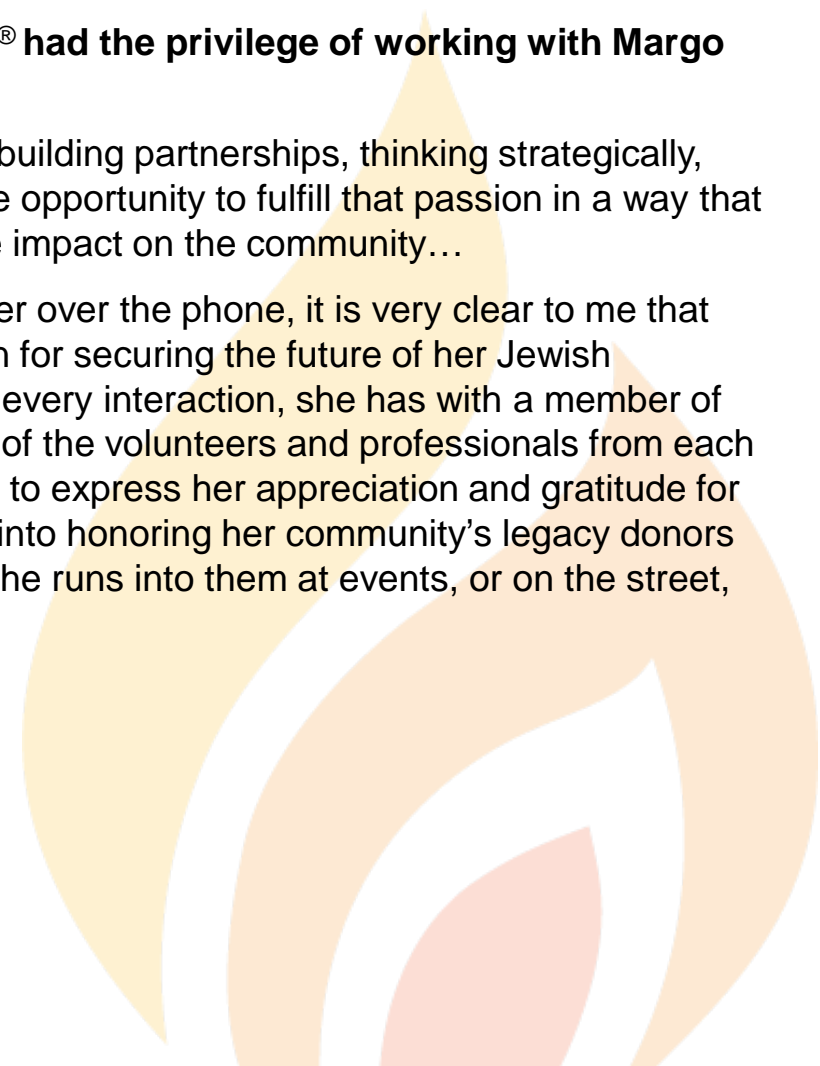 ® had the privilege of working with Margo
building partnerships, thinking strategically,
opportunity to fulfill that passion in a way that
impact on the community…
over the phone, it is very clear to me that
for securing the future of her Jewish
every interaction, she has with a member of
of the volunteers and professionals from each
to express her appreciation and gratitude for
into honoring her community’s legacy donors
he runs into them at events, or on the street,